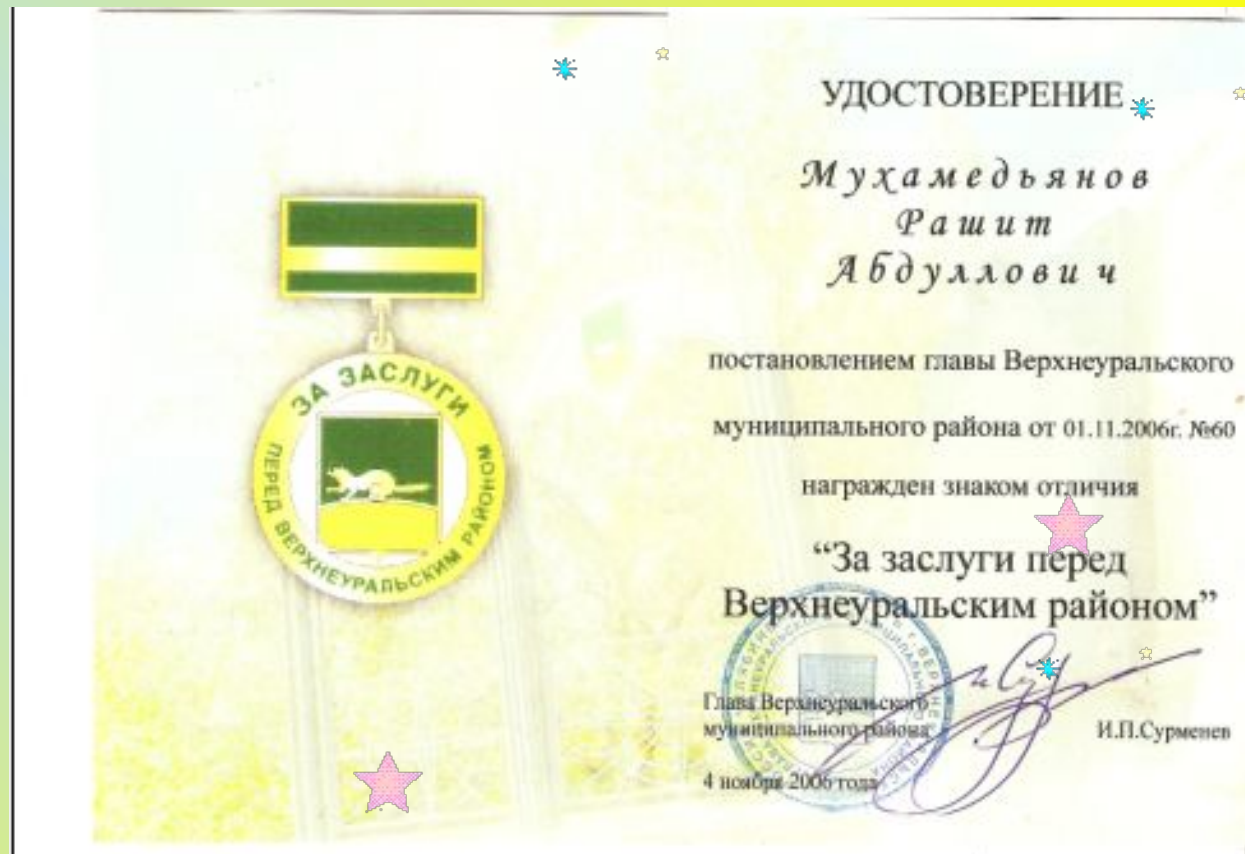 ЗА ЗАСЛУГИ
ПЕРЕД ВЕРХНЕУРАЛЬСКИМ РАЙОНОМ
УДОСТОВЕРЕНИЕ
Мухамедьянов
Рашит
Абдуллович
постановлением главы Верхнеуральского
муниципального района от 01.11.2006г. №60
награжден знаком отличия
“За заслуги перед
Верхнеуральским районом”
Глава Верхнеуральского
муниципального района
И.П.Сурменев
4 ноября 2006 года